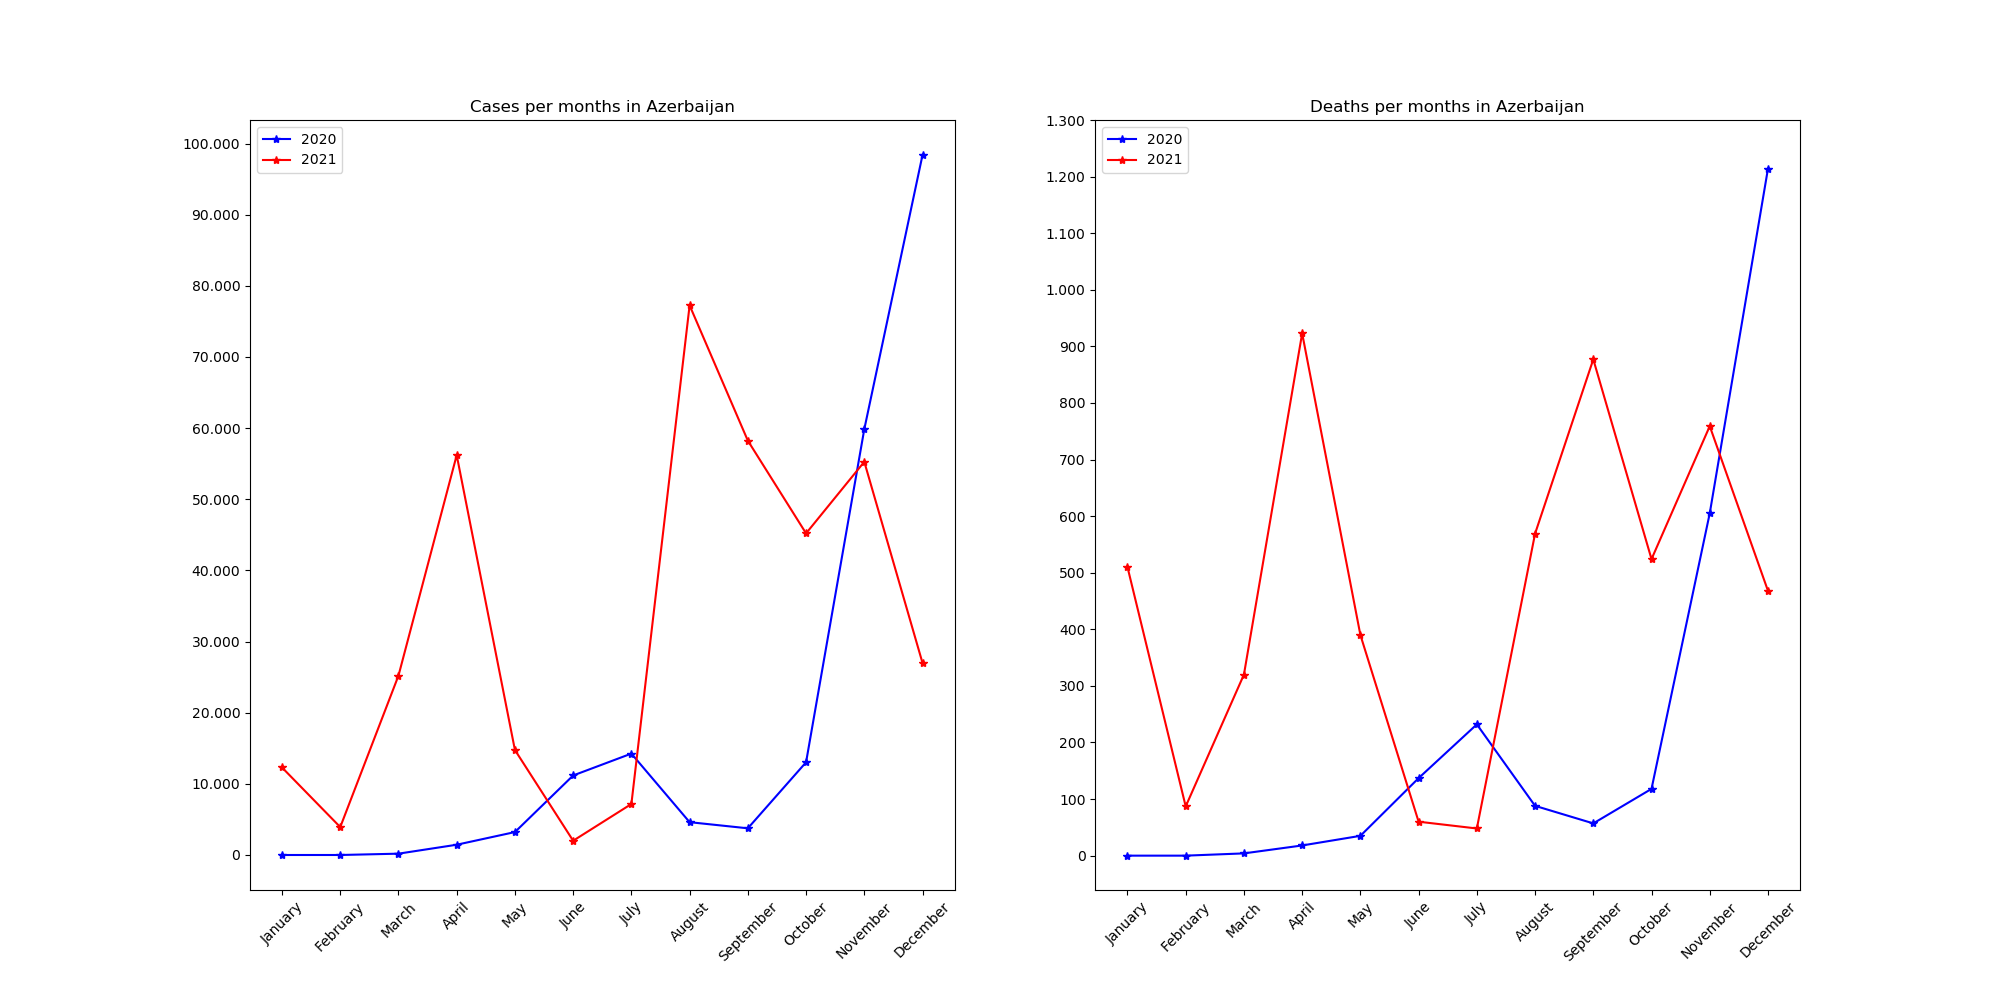 Cases per months in Azerbaijan
2020
2021
100.000
90.000
80.000
70.000
60.000
50.000
40.000
30.000
20.000
10.000
0
January
February
March
April
May
June
July
August
September
October
November
December
Deaths per months in Azerbaijan
2020
2021
1.300
1.200
1.100
1.000
900
800
700
600
500
400
300
200
100
0
January
February
March
April
May
June
July
August
September
October
November
December